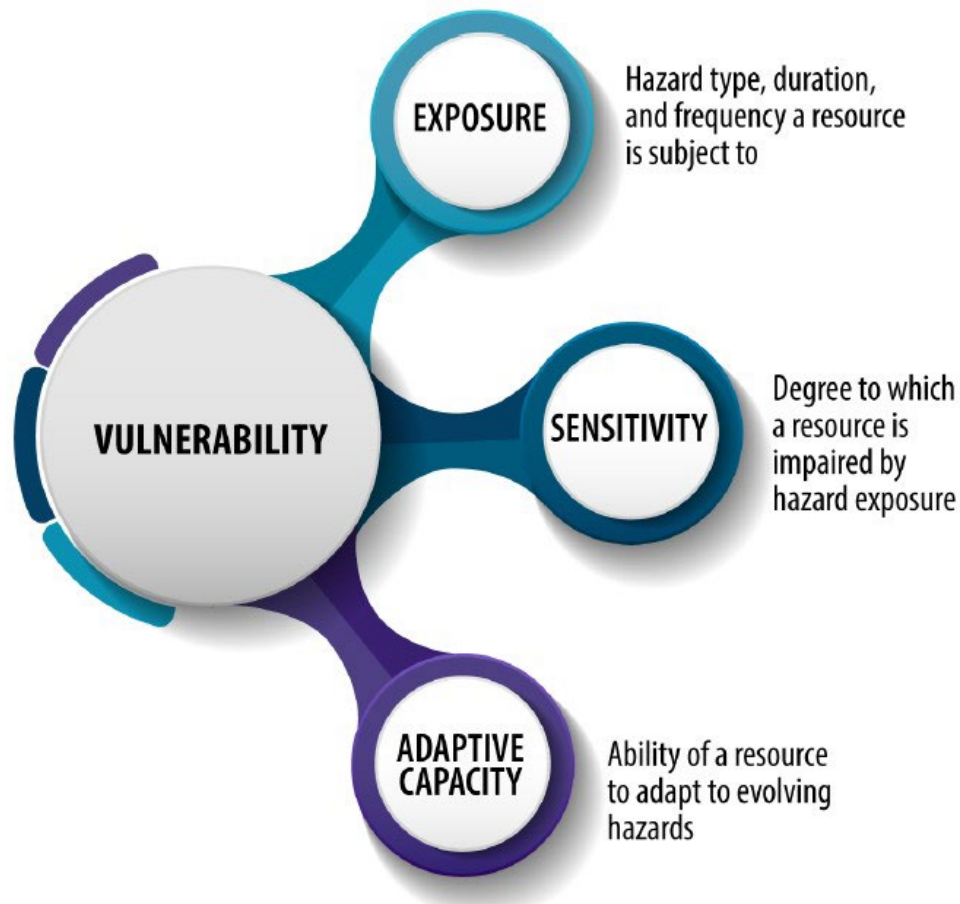 EXPOSURE
Hazard type, duration,
and frequency a resource
is subject to
VULNERABILITY
SENSITIVITY
Degree to which
a resource is
impaired by
hazard exposure
ADAPTIVE
CAPACITY
Ability of a resource
to adapt to evolving
hazards